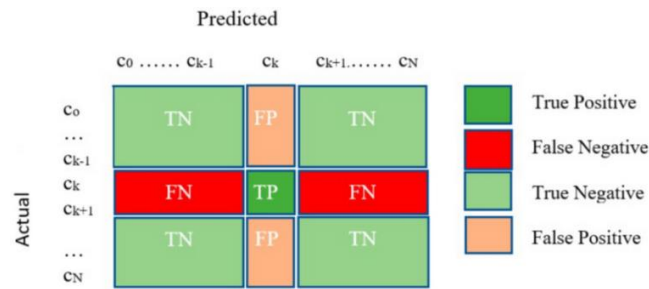 Predicted
c0 ...... ck-1 ck ck+1....... cN
c0
...
ck-1
ck
ck+1
...
cN
Actual
TN FP TN
FN TP FN
TN FP TN
True Positive
False Negative
True Negative
False Positive